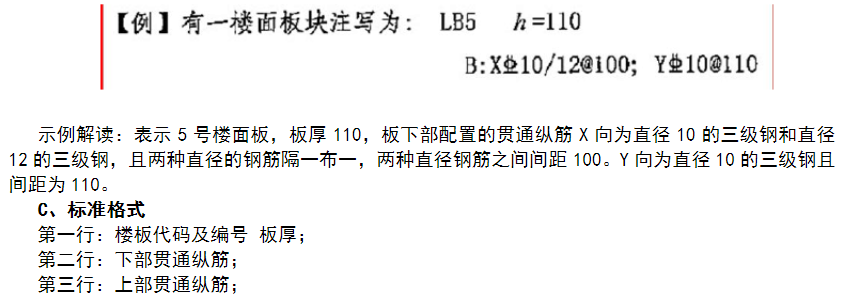 【例】有一楼面板块注写为： LB5 h=110
B:X⌽10/12@100; Y⌽10@110
示例解读：表示 5 号楼面板，板厚 110，板下部配置的贯通纵筋 X 向为直径 10 的三级钢和直径
12 的三级钢，且两种直径的钢筋隔一布一，两种直径钢筋之间间距 100。Y 向为直径 10 的三级钢且
间距为 110。
C、标准格式
第一行：楼板代码及编号 板厚；
第二行：下部贯通纵筋；
第三行：上部贯通纵筋；